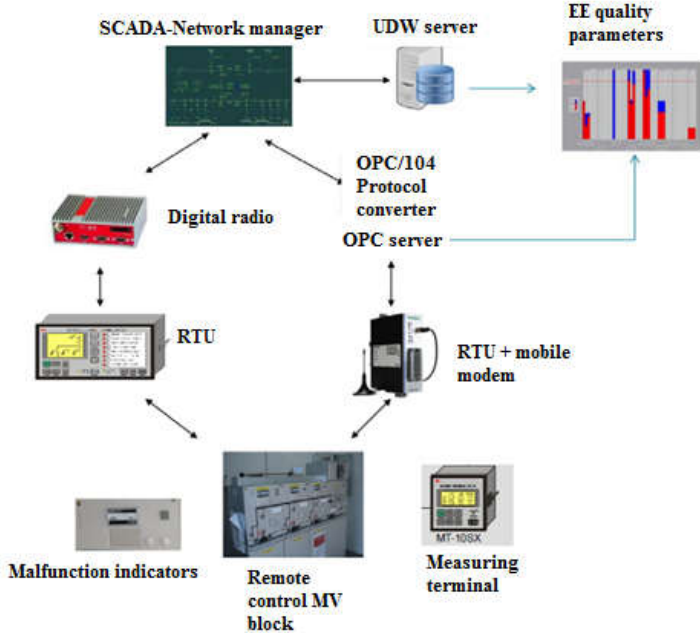 SCADA-Network manager
UDW server
EE quality
parameters
OPC/104
Protocol
converter
OPC server
Digital radio
RTU
RTU + mobile
modem
MT-10SX
Malfunction indicators
Remote
control MV
block
Measuring
terminal